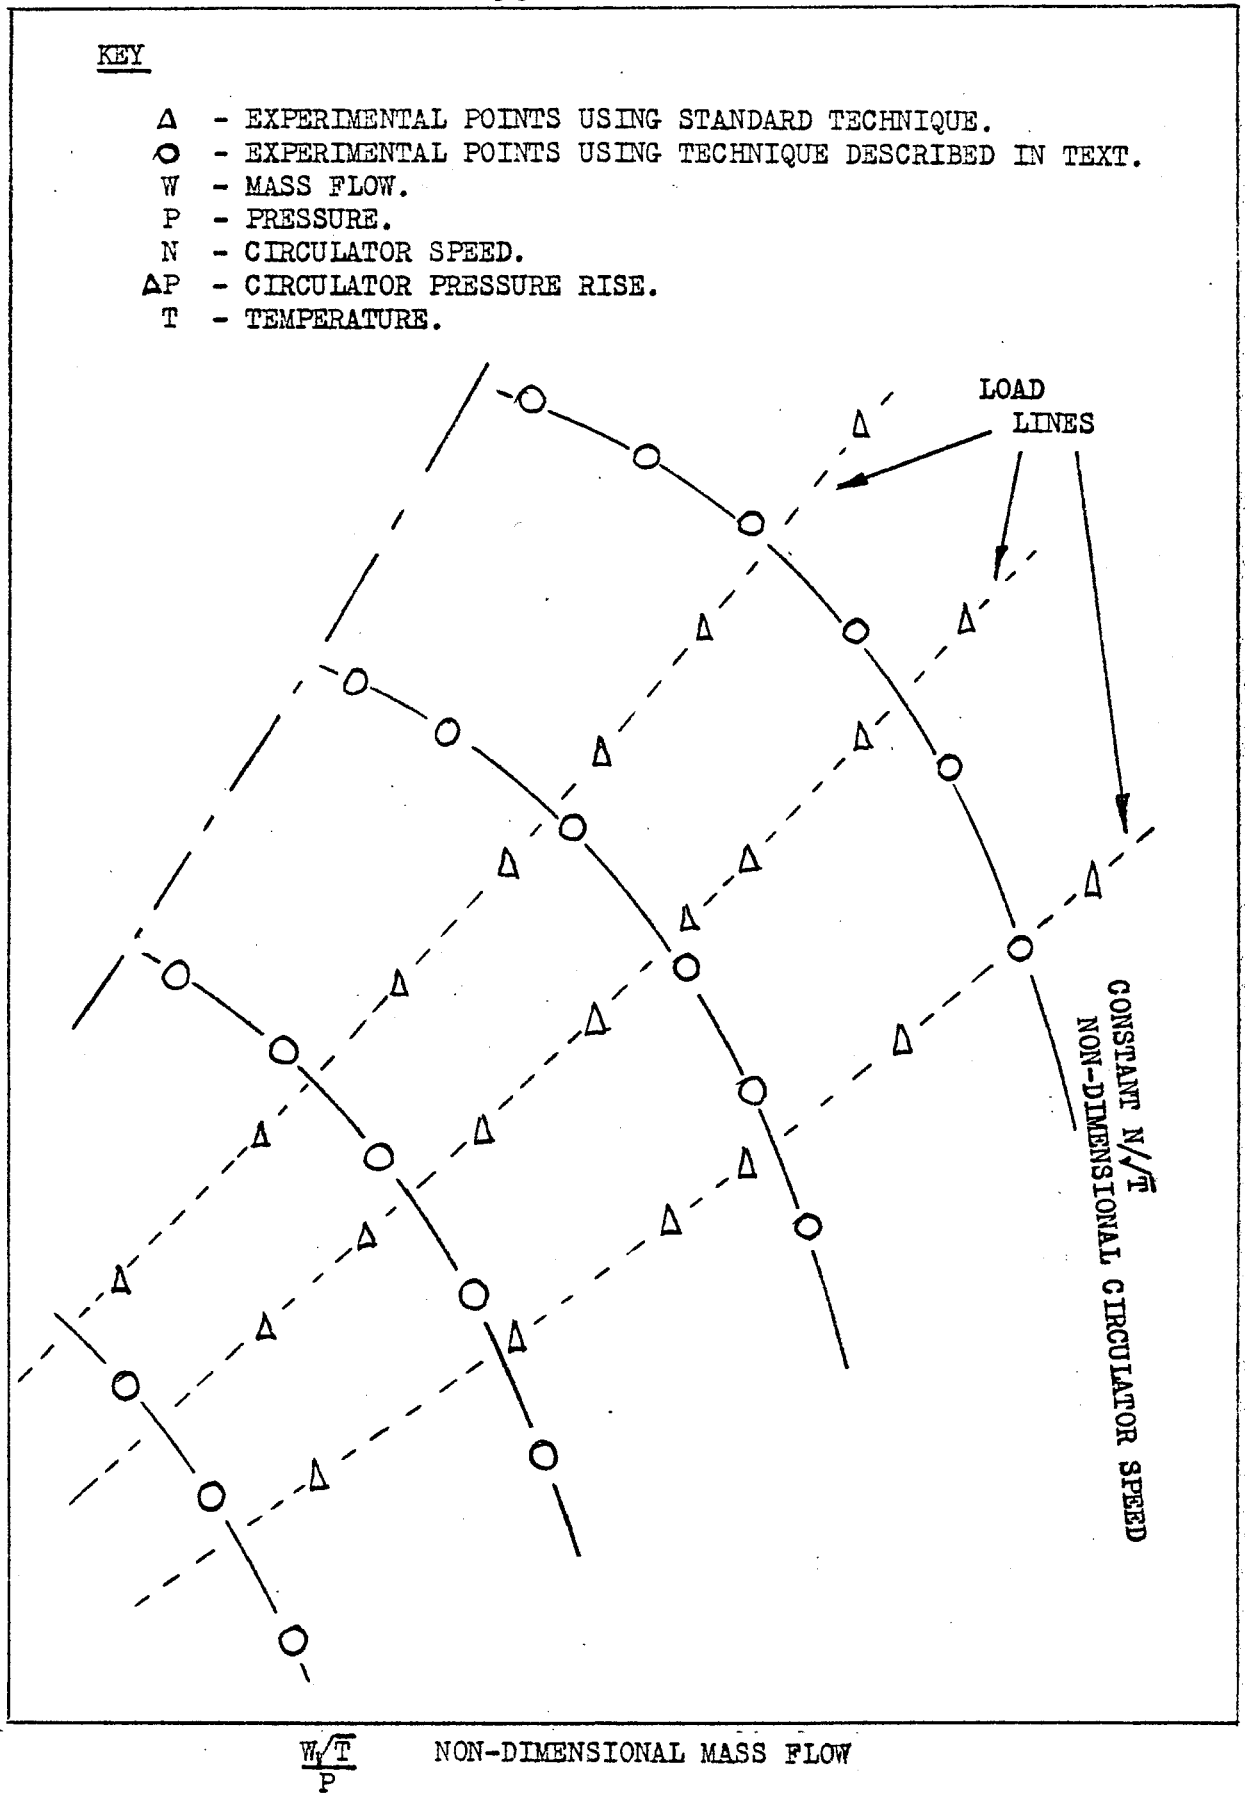 KEY
Δ - EXPERIMENTAL POINTS USING STANDARD TECHNIQUE.
O - EXPERIMENTAL POINTS USING TECHNIQUE DESCRIBED IN TEXT.
W - MASS FLOW.
P - PRESSURE.
N - CIRCULATOR SPEED.
ΔP - CIRCULATOR PRESSURE RISE.
T - TEMPERATURE.
LOAD
LINES
CONSTANT N/√T
NON-DIMENSIONAL CIRCULATOR SPEED
W√T
P
NON-DIMENSIONAL MASS FLOW